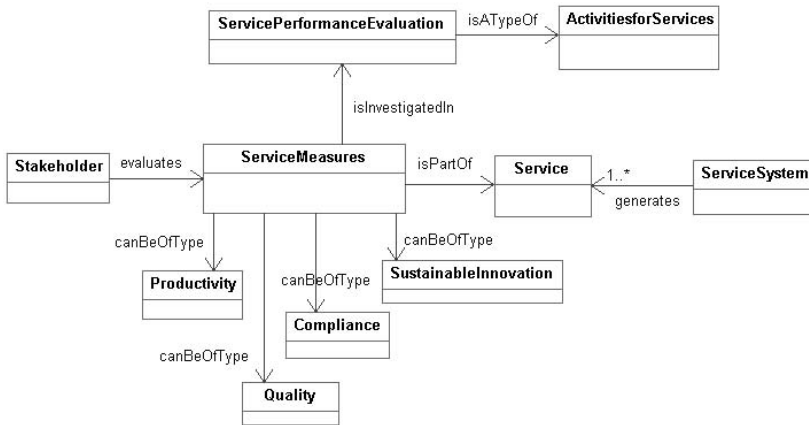 ServicePerformanceEvaluation
isATypeOf
ActivitiesforServices
isInvestigatedIn
Stakeholder
evaluates
ServiceMeasures
isPartOf
Service
1..*
generates
ServiceSystem
canBeOfType
canBeOfType
Productivity
canBeOfType
SustainableInnovation
Compliance
canBeOfType
Quality